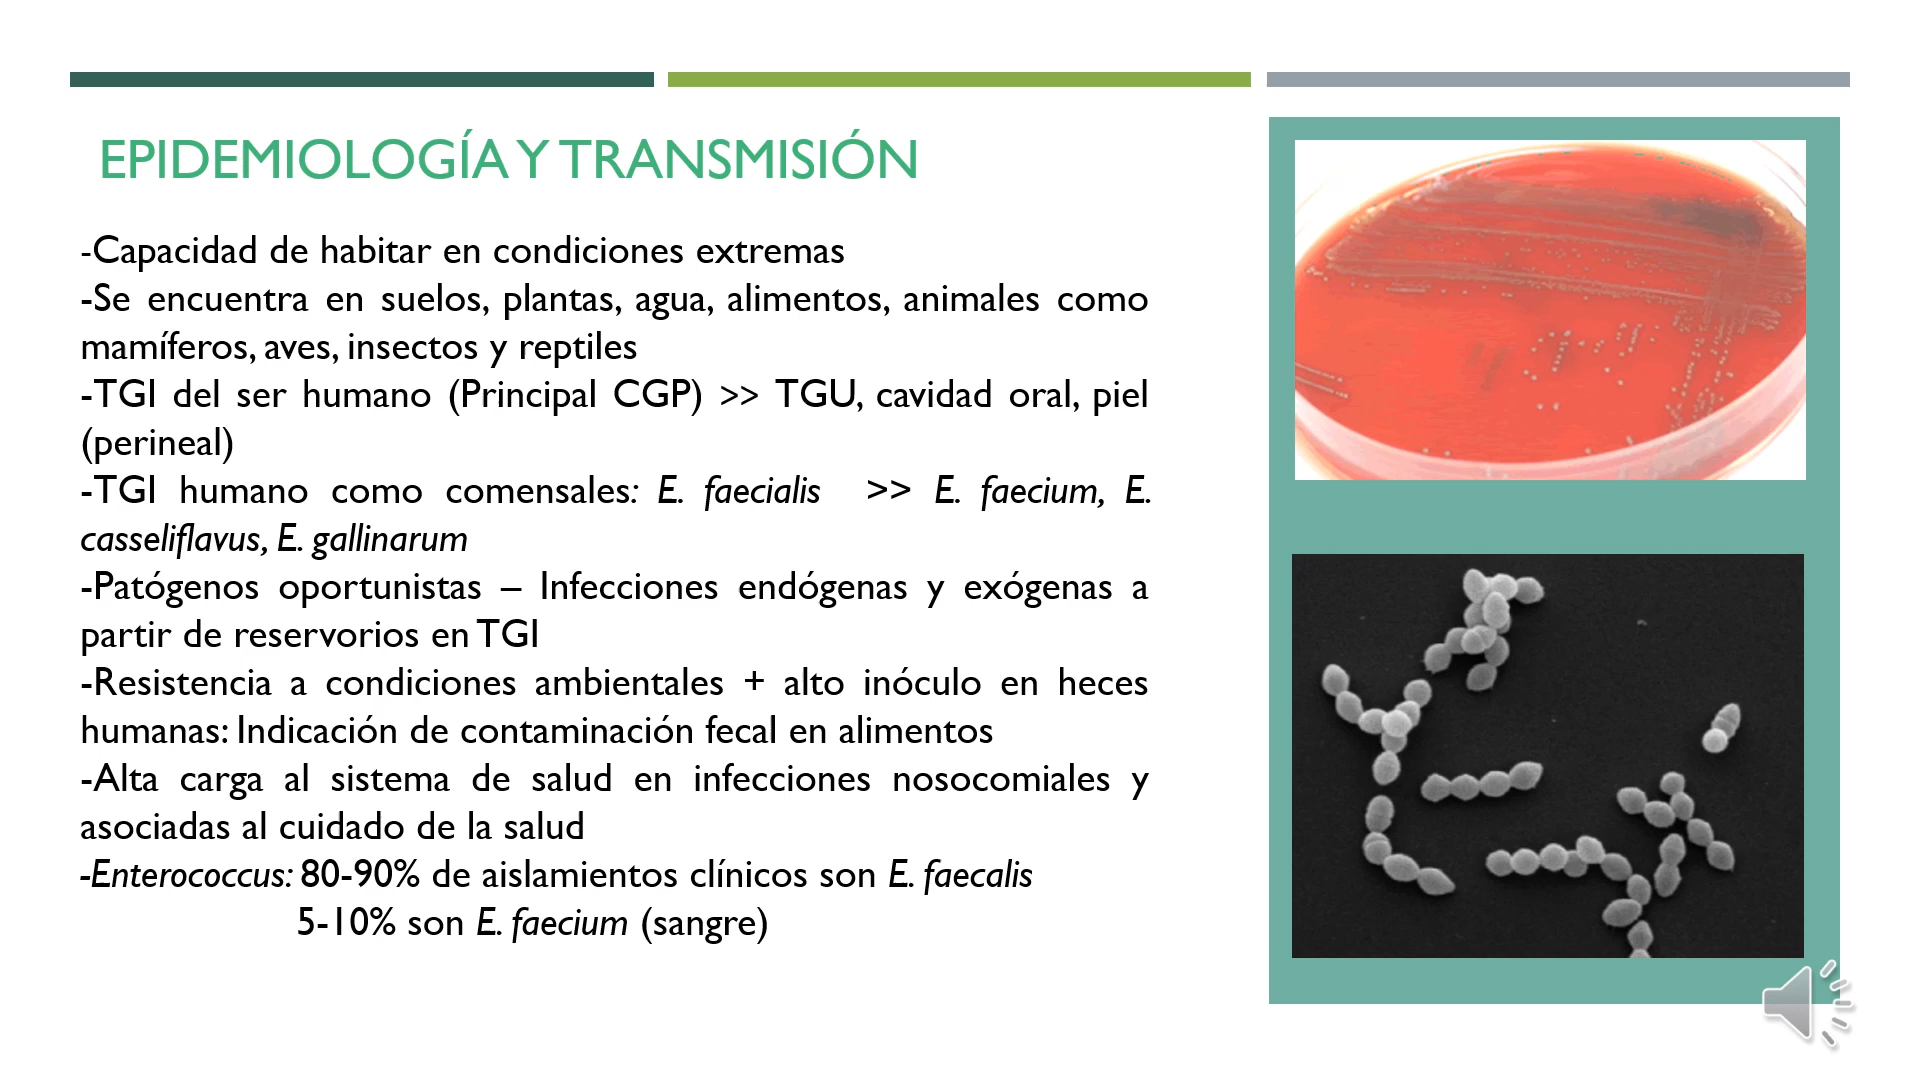 EPIDEMIOLOGÍA Y TRANSMISIÓN
-Capacidad de habitar en condiciones extremas
-Se encuentra en suelos, plantas, agua, alimentos, animales como
mamíferos, aves, insectos y reptiles
-TGI del ser humano (Principal CGP) >> TGU, cavidad oral, piel
(perineal)
-TGI humano como comensales: E. faecialis >> E. faecium, E.
casseliflavus, E. gallinarum
-Patógenos oportunistas – Infecciones endógenas y exógenas a
partir de reservorios en TGI
-Resistencia a condiciones ambientales + alto inóculo en heces
humanas: Indicación de contaminación fecal en alimentos
-Alta carga al sistema de salud en infecciones nosocomiales y
asociadas al cuidado de la salud
-Enterococcus: 80-90% de aislamientos clínicos son E. faecalis
5-10% son E. faecium (sangre)